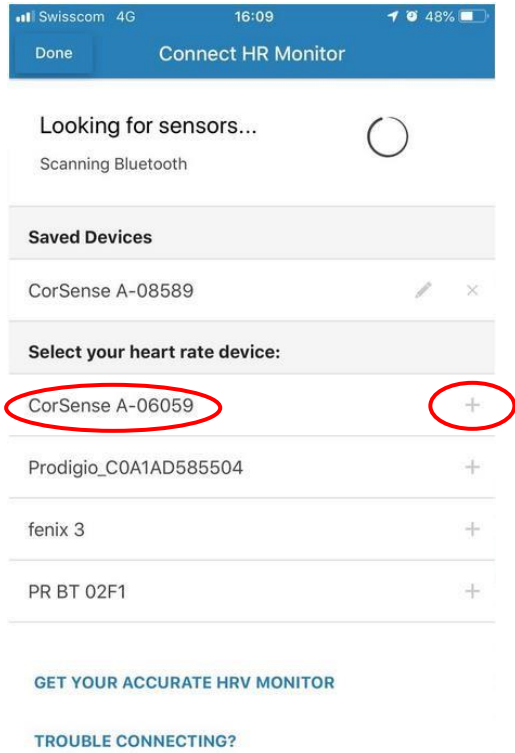 Swisscom 4G 16:09 48%
Done Connect HR Monitor
Looking for sensors...
Scanning Bluetooth
Saved Devices
CorSense A-08589
Select your heart rate device:
CorSense A-06059
Prodigio_C0A1AD585504
fenix 3
PR BT 02F1
GET YOUR ACCURATE HRV MONITOR
TROUBLE CONNECTING?